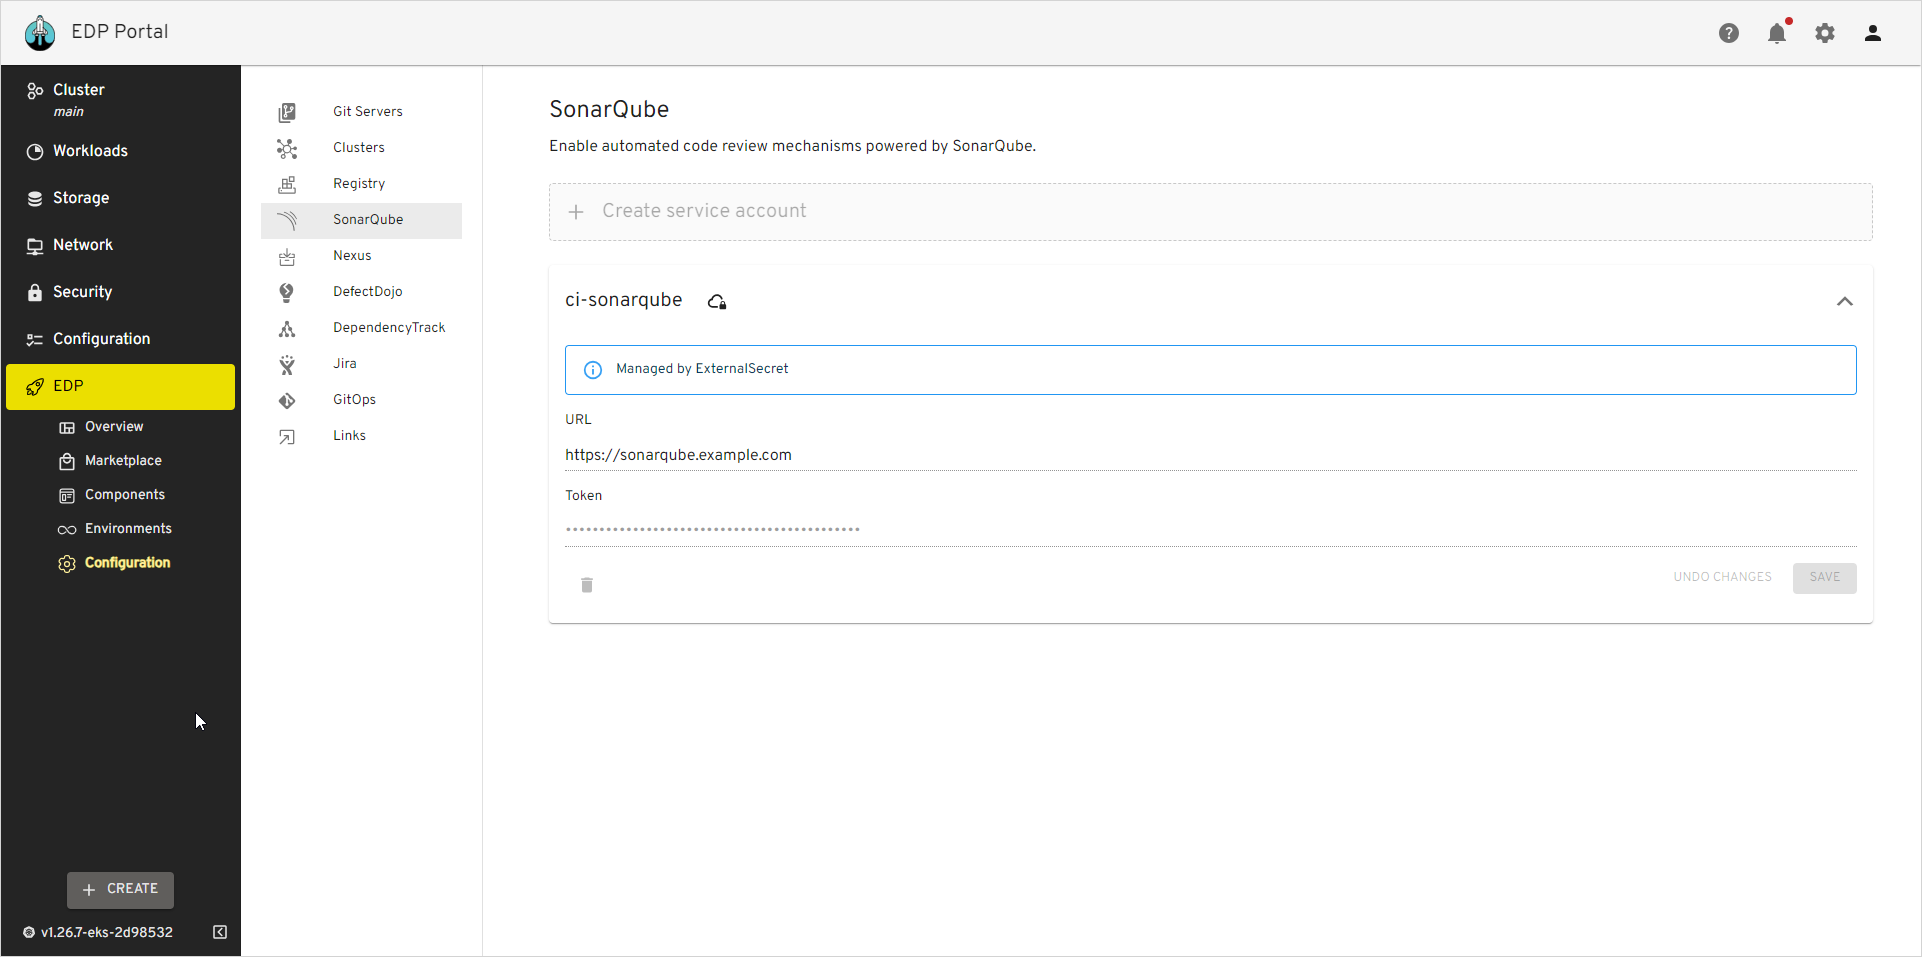 EDP Portal
Cluster
main
Workloads
Storage
Network
Security
Configuration
EDP
Overview
Marketplace
Components
Environments
Configuration
CREATE
v1.26.7-eks-2d98532
Git Servers
Clusters
Registry
SonarQube
Nexus
DefectDojo
DependencyTrack
Jira
GitOps
Links
SonarQube
Enable automated code review mechanisms powered by SonarQube.
Create service account
ci-sonarqube
Managed by ExternalSecret
URL
https://sonarqube.example.com
Token
••••••••••••••••••••••••••••••••••••••••••••
UNDO CHANGES
SAVE